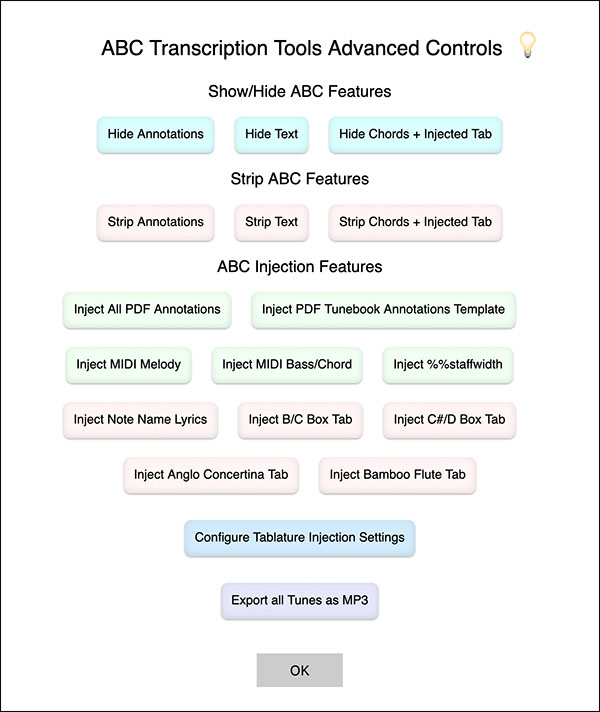 ABC Transcription Tools Advanced Controls
Show/Hide ABC Features
Hide Annotations Hide Text Hide Chords + Injected Tab
Strip ABC Features
Strip Annotations Strip Text Strip Chords + Injected Tab
ABC Injection Features
Inject All PDF Annotations Inject PDF Tunebook Annotations Template
Inject MIDI Melody Inject MIDI Bass/Chord Inject %%staffwidth
Inject Note Name Lyrics Inject B/C Box Tab Inject C#/D Box Tab
Inject Anglo Concertina Tab Inject Bamboo Flute Tab
Configure Tablature Injection Settings
Export all Tunes as MP3
OK